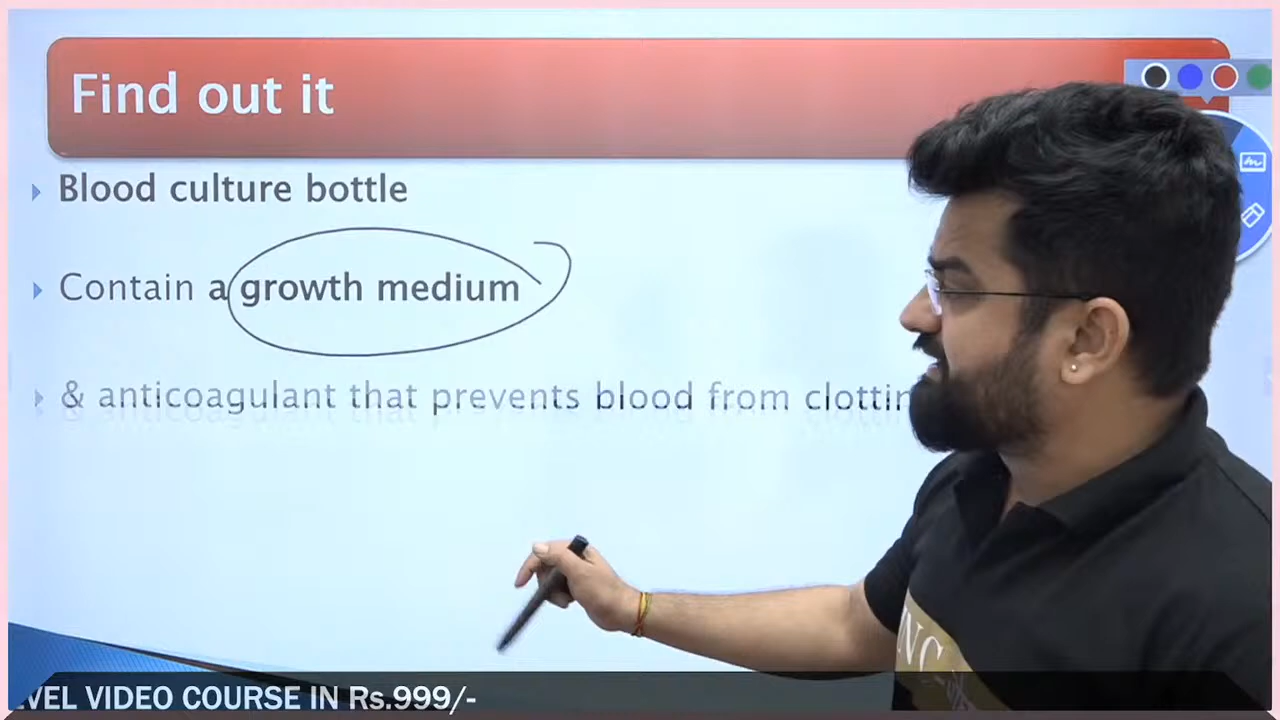 Find out it
Blood culture bottle
Contain a growth medium
& anticoagulant that prevents blood from
VEL VIDEO COURSE IN Rs.999/-